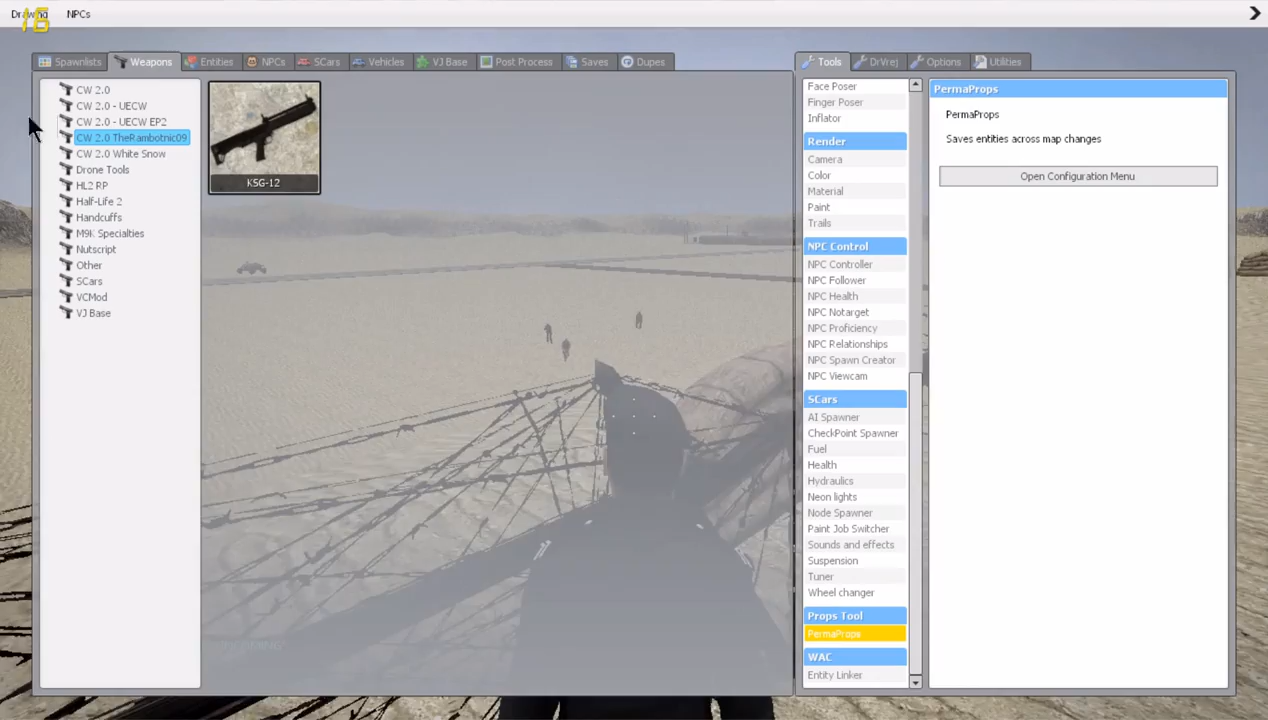 Drawing
NPCs
16
Spawnlists
Weapons
Entities
NPCs
SCars
Vehicles
VJ Base
Post Process
Saves
Dupes
CW 2.0
CW 2.0 - UECW
CW 2.0 - UECW EP2
CW 2.0 TheRambotnic09
CW 2.0 White Snow
Drone Tools
HL2 RP
Half-Life 2
Handcuffs
M9K Specialties
Nutscript
Other
SCars
VCMod
VJ Base
KSG-12
Tools
DrVrej
Options
Utilities
Face Poser
Finger Poser
Inflator
Render
Camera
Color
Material
Paint
Trails
NPC Control
NPC Controller
NPC Follower
NPC Health
NPC Notarget
NPC Proficiency
NPC Relationships
NPC Spawn Creator
NPC Viewcam
SCars
AI Spawner
CheckPoint Spawner
Fuel
Health
Hydraulics
Neon lights
Node Spawner
Paint Job Switcher
Sounds and effects
Suspension
Tuner
Wheel changer
Props Tool
PermaProps
WAC
Entity Linker
PermaProps
PermaProps
Saves entities across map changes
Open Configuration Menu